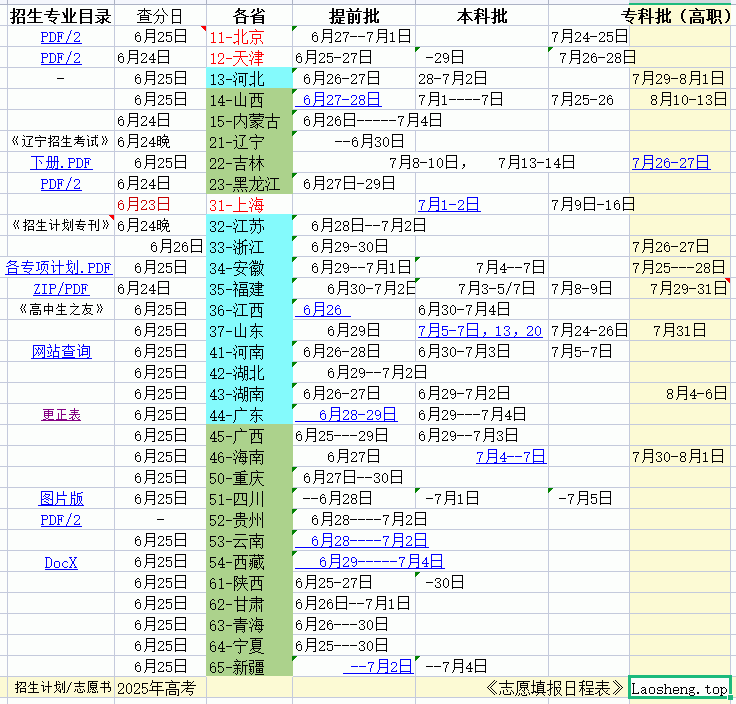 招生专业目录 查分日 各省 提前批 本科批 专科批（高职）
PDF/2 6月25日 11-北京 6月27--7月1日 7月24-25日
PDF/2 6月24日 12-天津 6月25-27日 -29日 7月26-28日
- 13-河北 6月26-27日 28-7月2日 7月29-8月1日
6月25日 14-山西 6月27-28日 7月1----7日 7月25-26 8月10-13日
6月24日 15-内蒙古 6月26日-----7月4日
《辽宁招生考试》 6月24晚 21-辽宁 --6月30日
下册.PDF 6月25日 22-吉林 7月8-10日， 7月13-14日 7月26-27日
PDF/2 6月24日 23-黑龙江 6月27日-29日
6月23日 31-上海 7月1-2日 7月9日-16日
《招生计划专刊》 6月24晚 32-江苏 6月28日--7月2日
6月26日 33-浙江 6月29-30日 7月26-27日
各专项计划.PDF 6月25日 34-安徽 6月29--7月1日 7月4--7日 7月25---28日
ZIP/PDF 6月24日 35-福建 6月30-7月2日 7月3-5/7日 7月8-9日 7月29-31日
《高中生之友》 6月25日 36-江西 6月26 6月30-7月4日
6月25日 37-山东 6月29日 7月5-7日，13，20 7月24-26日 7月31日
网站查询 6月25日 41-河南 6月26-28日 6月30-7月3日 7月5-7日
6月25日 42-湖北 6月29--7月2日
6月25日 43-湖南 6月26-27日 6月29-7月2日 8月4-6日
更正表 6月25日 44-广东 6月28-29日 6月29---7月4日
6月25日 45-广西 6月25---29日 6月29--7月3日
6月25日 46-海南 6月27日 7月4--7日 7月30-8月1日
6月25日 50-重庆 6月27日--30日
图片版 6月25日 51-四川 --6月28日 -7月1日 -7月5日
PDF/2 - 52-贵州 6月28----7月2日
6月25日 53-云南 6月28----7月2日
DocX 6月25日 54-西藏 6月29-----7月4日
6月25日 61-陕西 6月25-27日 -30日
6月25日 62-甘肃 6月26日--7月1日
6月25日 63-青海 6月26---30日
6月25日 64-宁夏 6月25---30日
6月25日 65-新疆 --7月2日 --7月4日
招生计划/志愿书 2025年高考 《志愿填报日程表》 Laosheng.top